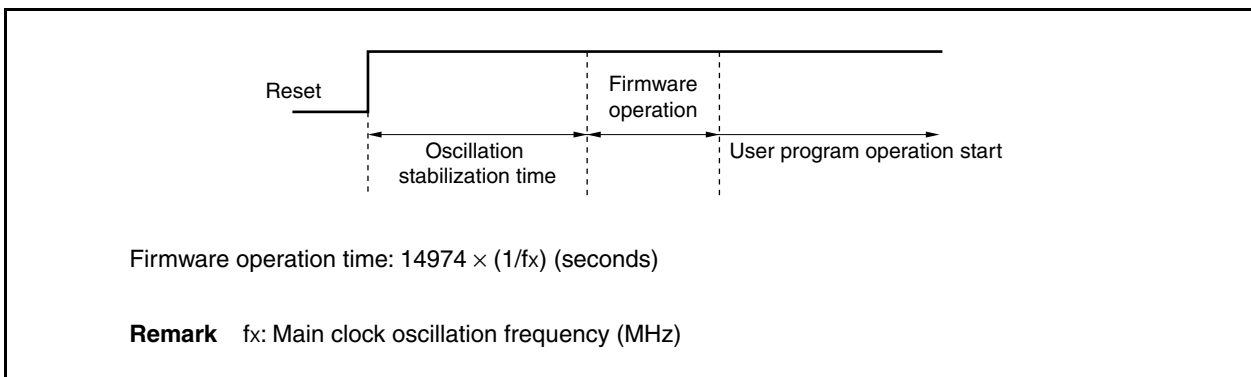 Reset
Firmware
operation
Oscillation
stabilization time
User program operation start
Firmware operation time: 14974 × (1/fx) (seconds)
Remark fx: Main clock oscillation frequency (MHz)